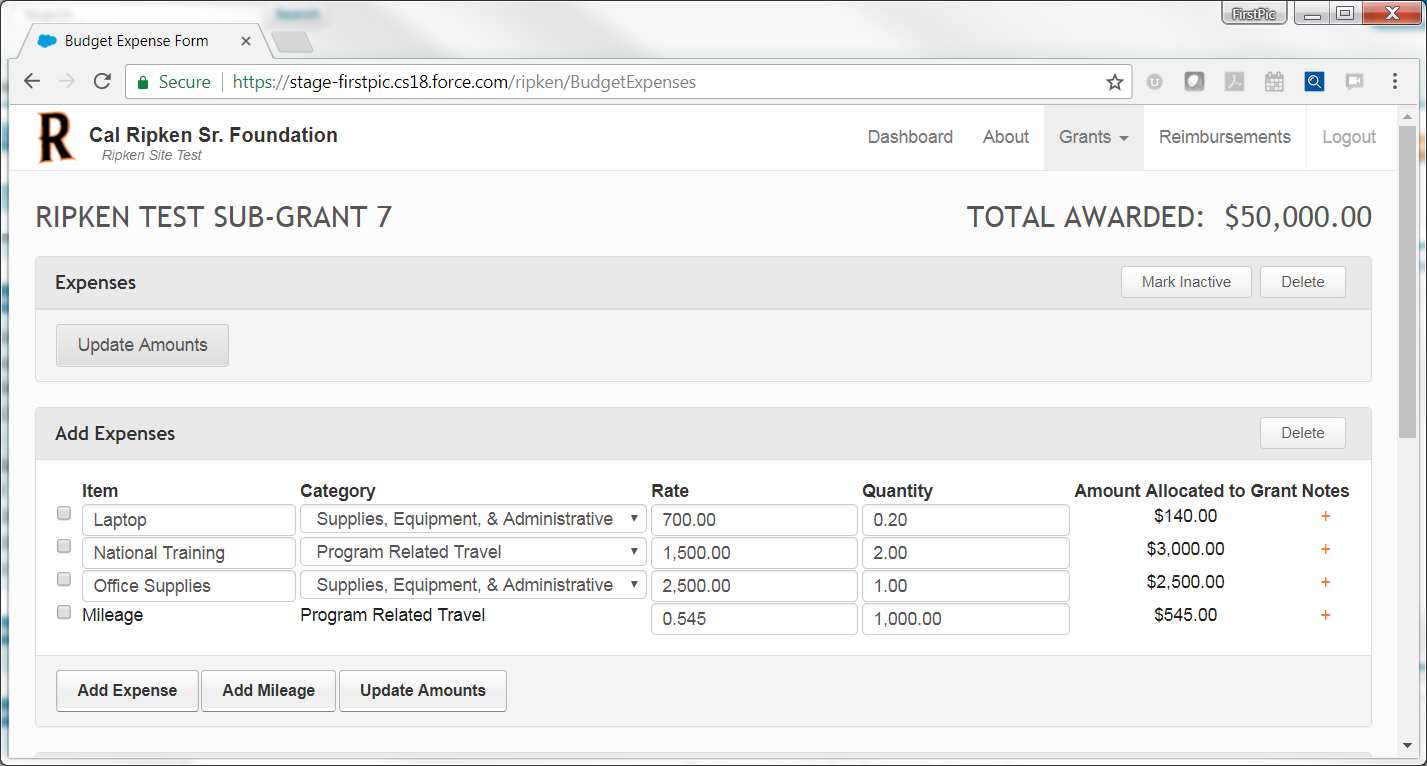 Search Search
FirstPic
Budget Expense Form
Secure https://stage-firstpic.cs18.force.com/ripken/BudgetExpenses
R Cal Ripken Sr. Foundation Dashboard About Grants Reimbursements Logout
Ripken Site Test
RIPKEN TEST SUB-GRANT 7 TOTAL AWARDED: $50,000.00
Expenses Mark Inactive Delete
Update Amounts
Add Expenses Delete
Item Category Rate Quantity Amount Allocated to Grant Notes
Laptop Supplies, Equipment, & Administrative 700.00 0.20 $140.00 +
National Training Program Related Travel 1,500.00 2.00 $3,000.00 +
Office Supplies Supplies, Equipment, & Administrative 2,500.00 1.00 $2,500.00 +
Mileage Program Related Travel 0.545 1,000.00 $545.00 +
Add Expense Add Mileage Update Amounts